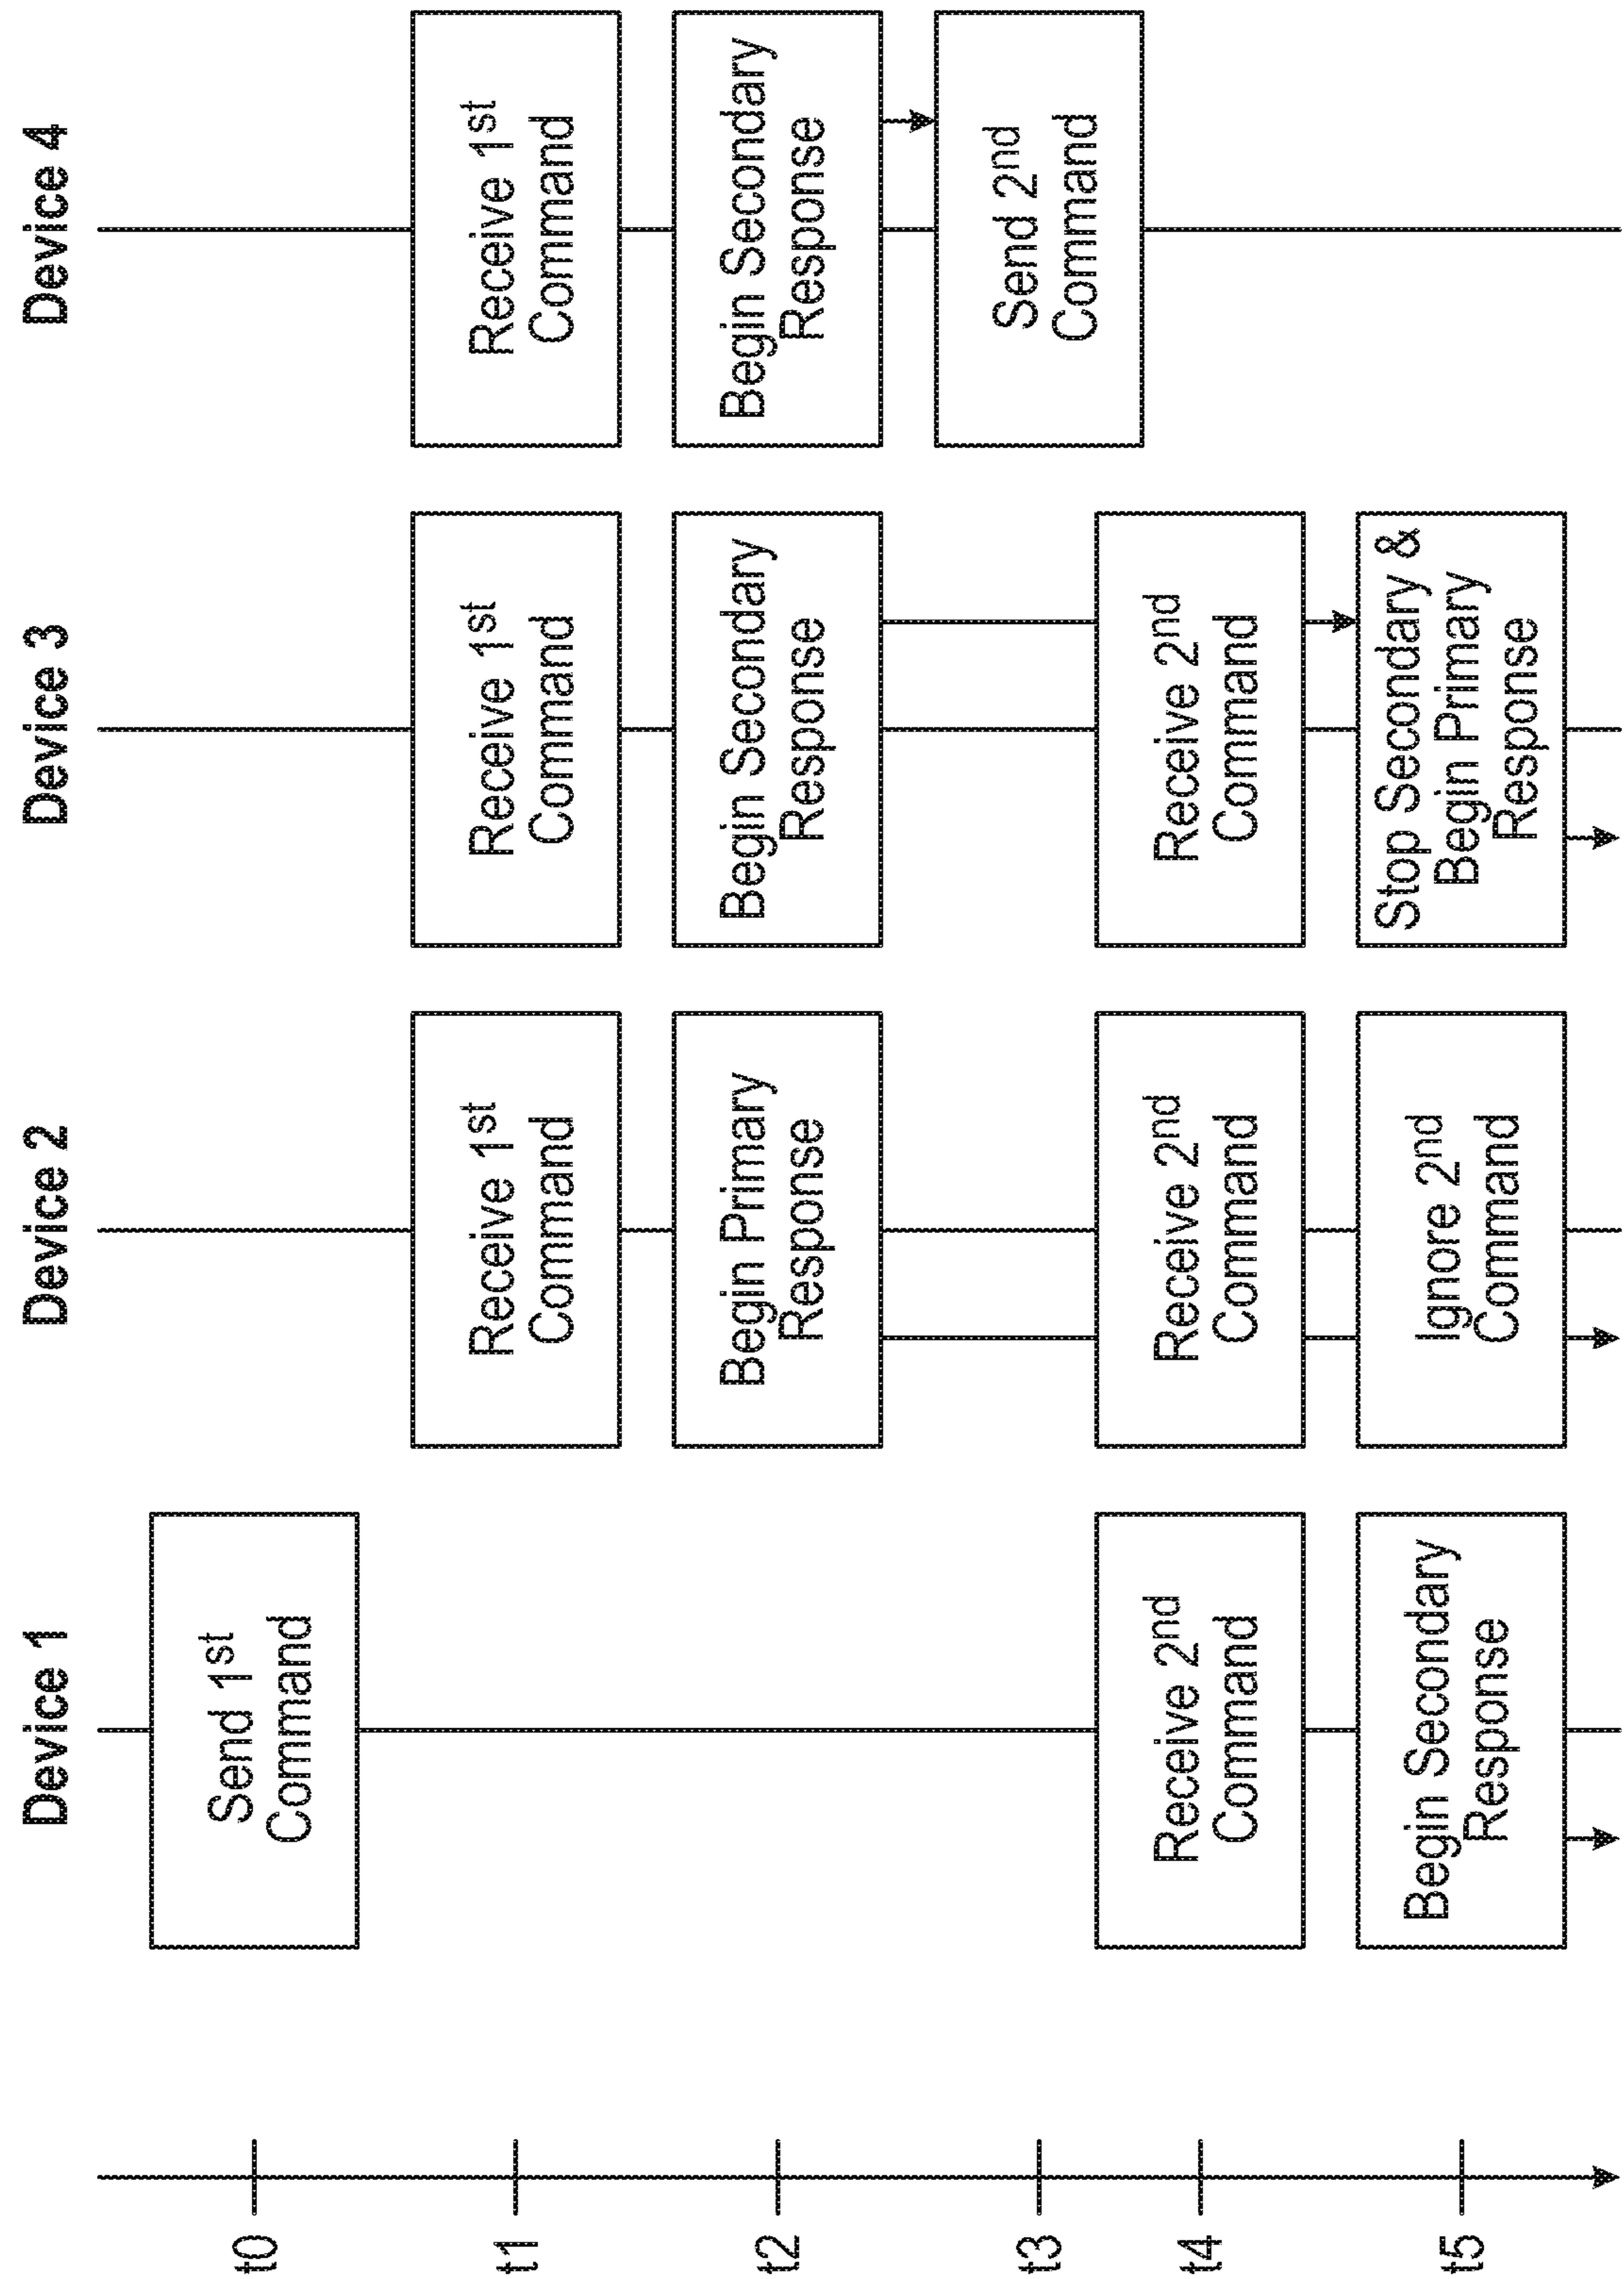 Device 1
Device 2
Device 3
Device 4
t0
Send 1st
Command
t1
Receive 1st
Command
Receive 1st
Command
Receive 1st
Command
t2
Begin Primary
Response
Begin Secondary
Response
Begin Secondary
Response
t3
Send 2nd
Command
t4
Receive 2nd
Command
Receive 2nd
Command
Receive 2nd
Command
t5
Begin Secondary
Response
Ignore 2nd
Command
Stop Secondary &
Begin Primary
Response